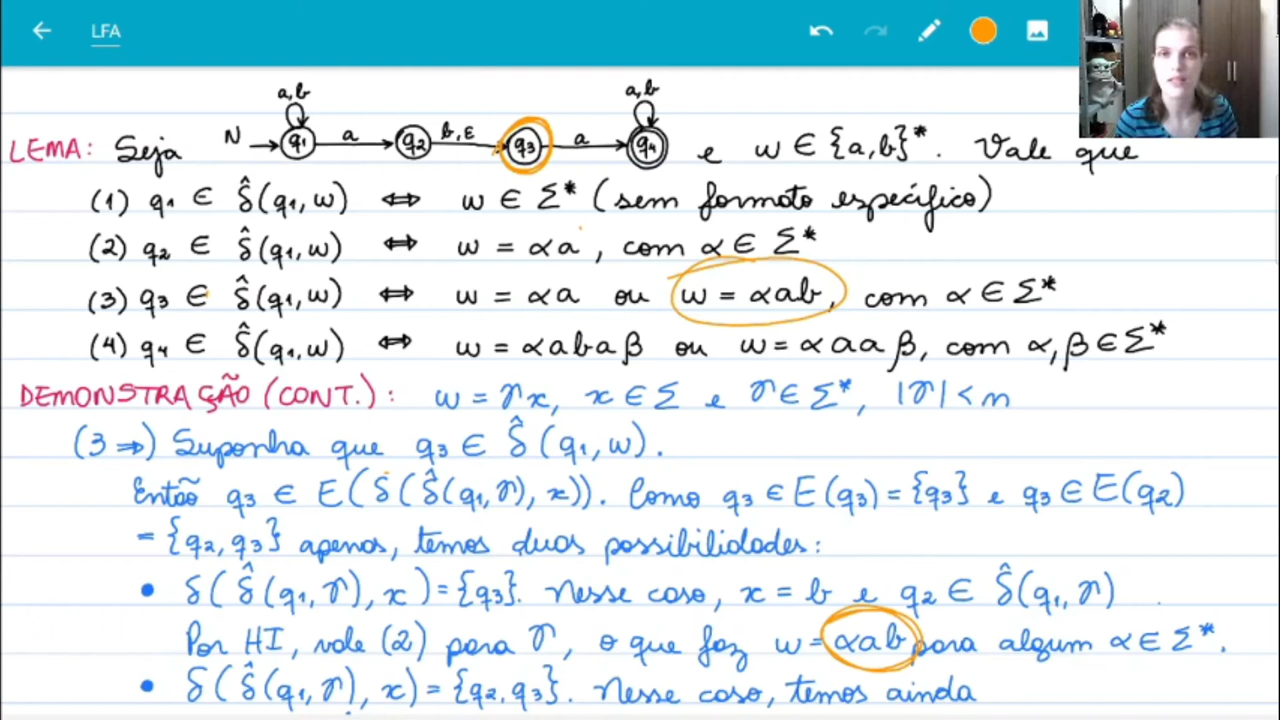 LFA
a,b a,b
LEMA: Seja N q1 a q2 b,ε q3 a q4 e w ∈ {a,b}*. Vale que
(1) q1 ∈ δ̂(q1,w) ⇔ w ∈ Σ* (sem formato específico)
(2) q2 ∈ δ̂(q1,w) ⇔ w = αa, com α ∈ Σ*
(3) q3 ∈ δ̂(q1,w) ⇔ w = αa ou w = αab, com α ∈ Σ*
(4) q4 ∈ δ̂(q1,w) ⇔ w = αabaβ ou w = αaaβ, com α,β ∈ Σ*
DEMONSTRAÇÃO (CONT.): w = γx, x ∈ Σ e γ ∈ Σ*, |γ| < n
(3 ⇒) Suponha que q3 ∈ δ̂(q1,w).
Então q3 ∈ E(δ(δ̂(q1,γ),x)). Como q3 ∈ E(q3) = {q3} e q3 ∈ E(q2)
= {q2,q3} apenas, temos duas possibilidades:
• δ(δ̂(q1,γ),x) = {q3}. Nesse caso, x = b e q2 ∈ δ̂(q1,γ)
Por HI, vale (2) para γ, o que faz w = αab para algum α ∈ Σ*.
• δ(δ̂(q1,γ),x) = {q2,q3}. Nesse caso, temos ainda